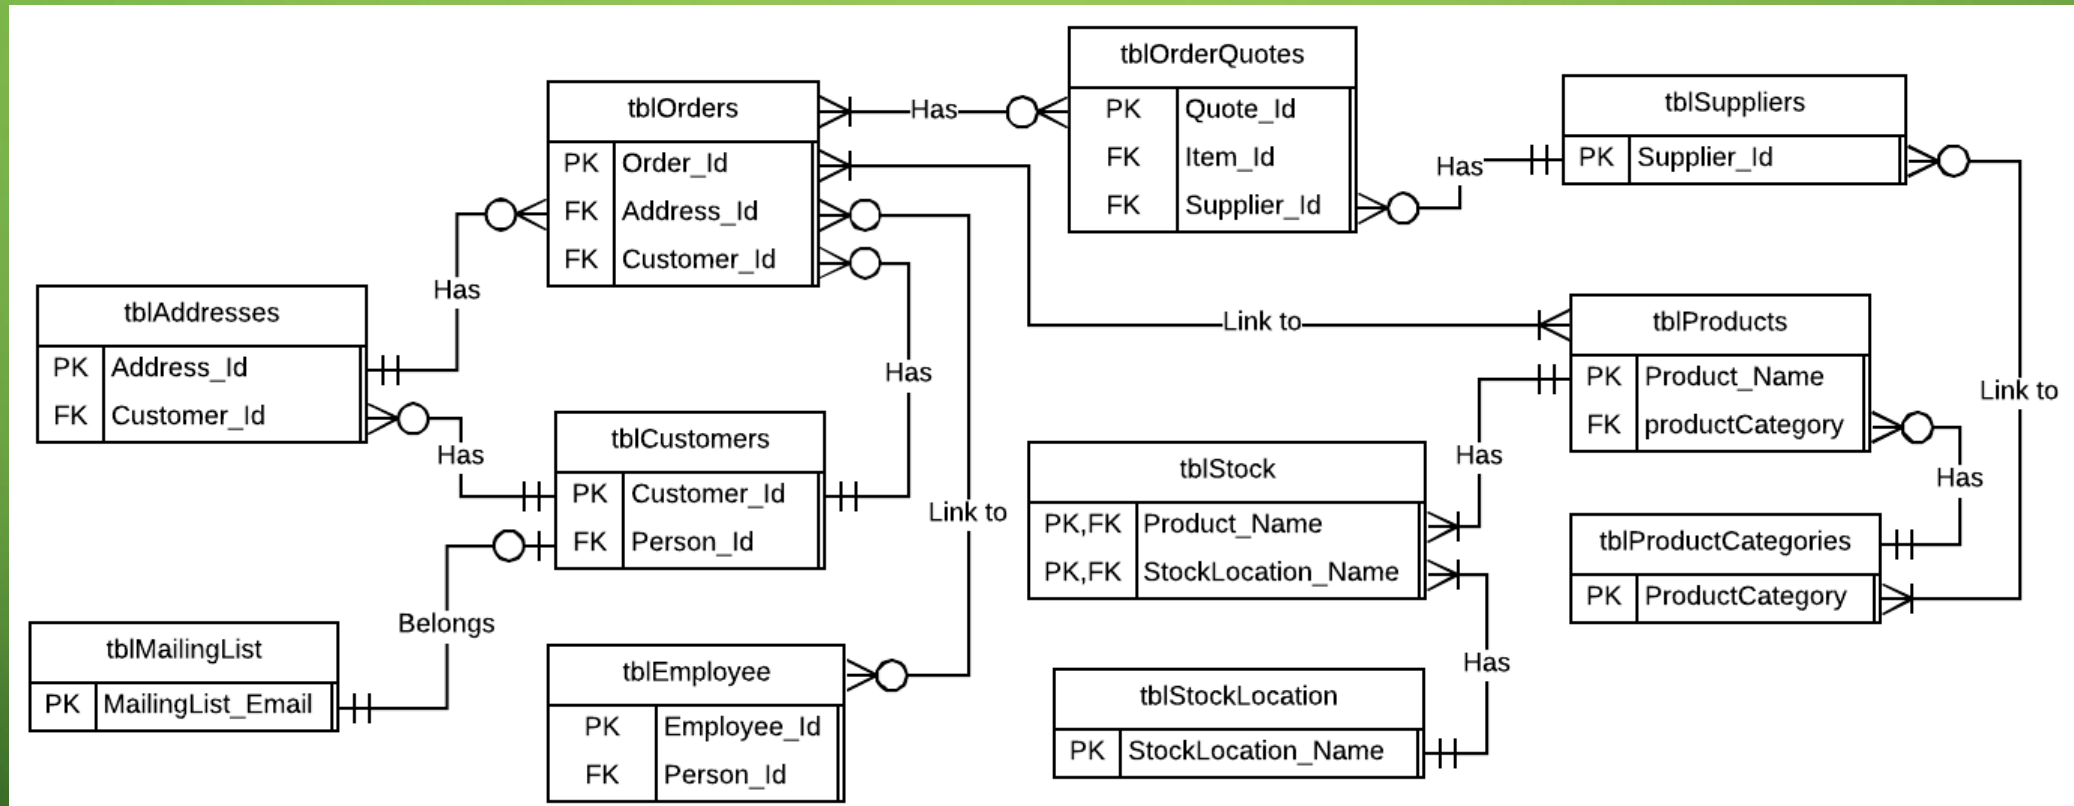 tblOrders
PK Order_Id
FK Address_Id
FK Customer_Id
Has
tblOrderQuotes
PK Quote_Id
FK Item_Id
FK Supplier_Id
Has
tblSuppliers
PK Supplier_Id
Has
tblAddresses
PK Address_Id
FK Customer_Id
Has
Has
Link to
tblProducts
PK Product_Name
FK productCategory
Link to
tblCustomers
PK Customer_Id
FK Person_Id
Link to
tblStock
PK,FK Product_Name
PK,FK StockLocation_Name
Has
Has
tblProductCategories
PK ProductCategory
Belongs
tblMailingList
PK MailingList_Email
tblEmployee
PK Employee_Id
FK Person_Id
Has
tblStockLocation
PK StockLocation_Name